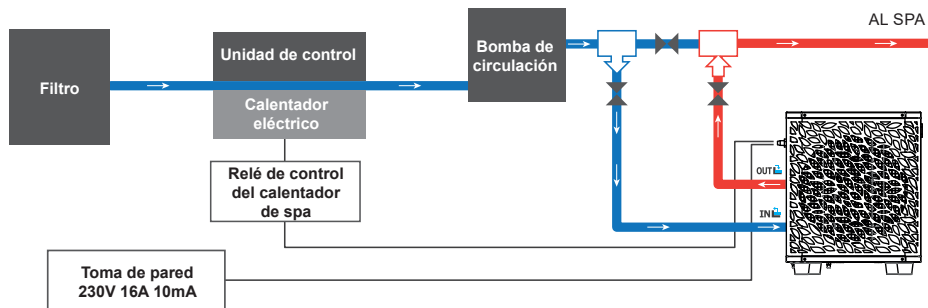 AL SPA
Filtro
Unidad de control
Calentador
eléctrico
Bomba de
circulación
Relé de control
del calentador
de spa
OUT
IN
Toma de pared
230V 16A 10mA